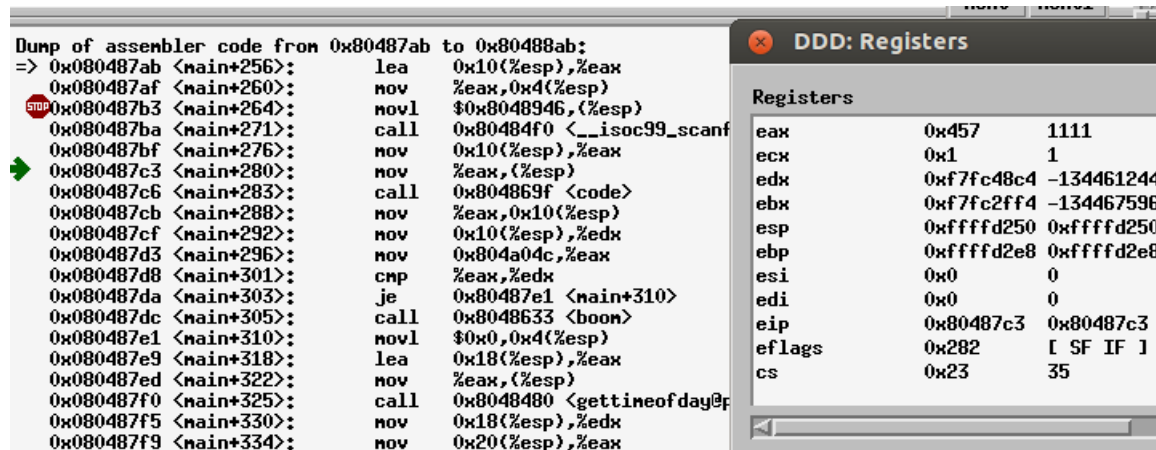 Dump of assembler code from 0x80487ab to 0x80488ab:
=> 0x080487ab <main+256>: lea 0x10(%esp),%eax
0x080487af <main+260>: mov %eax,0x4(%esp)
STOP 0x080487b3 <main+264>: movl $0x8048946,(%esp)
0x080487ba <main+271>: call 0x80484f0 <__isoc99_scanf
0x080487bf <main+276>: mov 0x10(%esp),%eax
0x080487c3 <main+280>: mov %eax,(%esp)
0x080487c6 <main+283>: call 0x804869f <code>
0x080487cb <main+288>: mov %eax,0x10(%esp)
0x080487cf <main+292>: mov 0x10(%esp),%edx
0x080487d3 <main+296>: mov 0x804a04c,%eax
0x080487d8 <main+301>: cmp %eax,%edx
0x080487da <main+303>: je 0x80487e1 <main+310>
0x080487dc <main+305>: call 0x8048633 <boom>
0x080487e1 <main+310>: movl $0x0,0x4(%esp)
0x080487e9 <main+318>: lea 0x18(%esp),%eax
0x080487ed <main+322>: mov %eax,(%esp)
0x080487f0 <main+325>: call 0x8048480 <gettimeofday@p
0x080487f5 <main+330>: mov 0x18(%esp),%edx
0x080487f9 <main+334>: mov 0x20(%esp),%eax
DDD: Registers
Registers
eax 0x457 1111
ecx 0x1 1
edx 0xf7fc48c4 -134461244
ebx 0xf7fc2ff4 -134467596
esp 0xffffd250 0xffffd250
ebp 0xffffd2e8 0xffffd2e8
esi 0x0 0
edi 0x0 0
eip 0x80487c3 0x80487c3
eflags 0x282 [ SF IF ]
cs 0x23 35